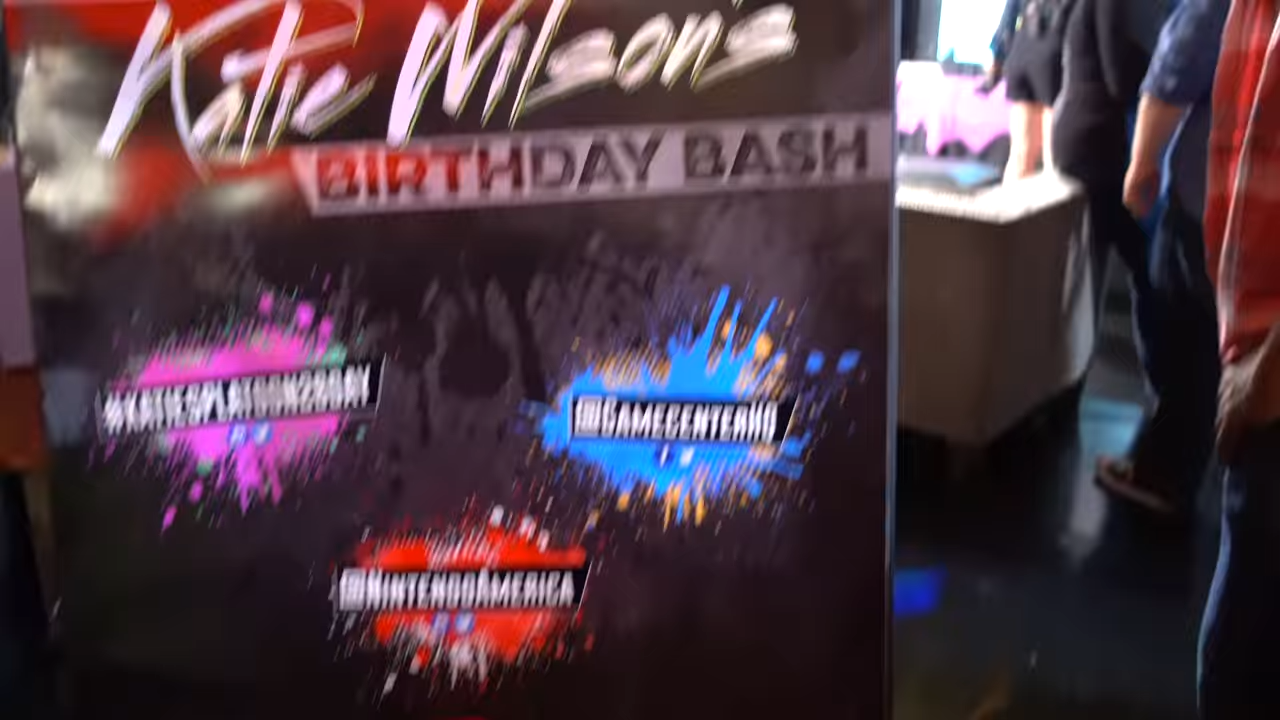 Katie Wilson's
BIRTHDAY BASH
#KATIESPLATOON2BDAY
@GAMECENTERHQ
@NINTENDOAMERICA